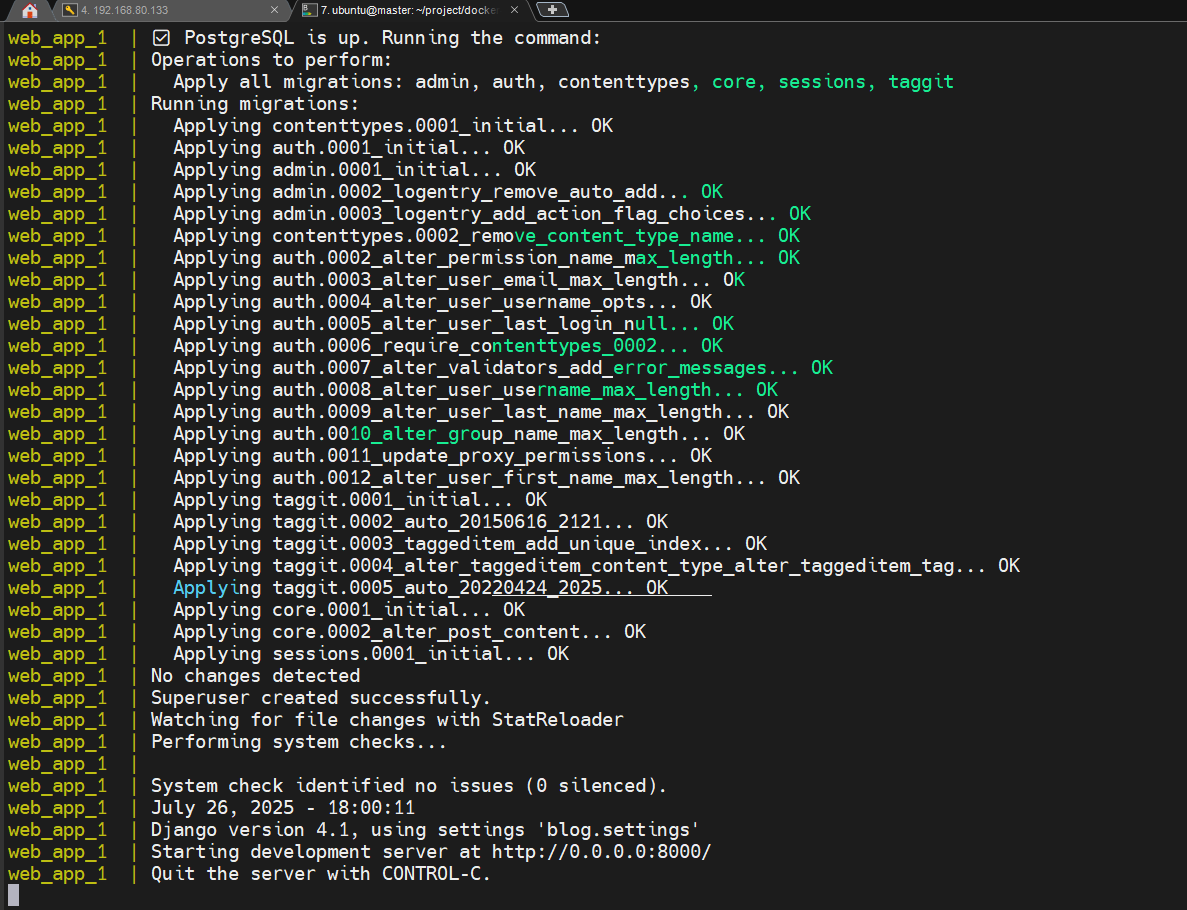 4. 192.168.80.133
7. ubuntu@master: ~/project/docke
web_app_1 | ☑ PostgreSQL is up. Running the command:
web_app_1 | Operations to perform:
web_app_1 |   Apply all migrations: admin, auth, contenttypes, core, sessions, taggit
web_app_1 | Running migrations:
web_app_1 |   Applying contenttypes.0001_initial... OK
web_app_1 |   Applying auth.0001_initial... OK
web_app_1 |   Applying admin.0001_initial... OK
web_app_1 |   Applying admin.0002_logentry_remove_auto_add... OK
web_app_1 |   Applying admin.0003_logentry_add_action_flag_choices... OK
web_app_1 |   Applying contenttypes.0002_remove_content_type_name... OK
web_app_1 |   Applying auth.0002_alter_permission_name_max_length... OK
web_app_1 |   Applying auth.0003_alter_user_email_max_length... OK
web_app_1 |   Applying auth.0004_alter_user_username_opts... OK
web_app_1 |   Applying auth.0005_alter_user_last_login_null... OK
web_app_1 |   Applying auth.0006_require_contenttypes_0002... OK
web_app_1 |   Applying auth.0007_alter_validators_add_error_messages... OK
web_app_1 |   Applying auth.0008_alter_user_username_max_length... OK
web_app_1 |   Applying auth.0009_alter_user_last_name_max_length... OK
web_app_1 |   Applying auth.0010_alter_group_name_max_length... OK
web_app_1 |   Applying auth.0011_update_proxy_permissions... OK
web_app_1 |   Applying auth.0012_alter_user_first_name_max_length... OK
web_app_1 |   Applying taggit.0001_initial... OK
web_app_1 |   Applying taggit.0002_auto_20150616_2121... OK
web_app_1 |   Applying taggit.0003_taggeditem_add_unique_index... OK
web_app_1 |   Applying taggit.0004_alter_taggeditem_content_type_alter_taggeditem_tag... OK
web_app_1 |   Applying taggit.0005_auto_20220424_2025... OK
web_app_1 |   Applying core.0001_initial... OK
web_app_1 |   Applying core.0002_alter_post_content... OK
web_app_1 |   Applying sessions.0001_initial... OK
web_app_1 | No changes detected
web_app_1 | Superuser created successfully.
web_app_1 | Watching for file changes with StatReloader
web_app_1 | Performing system checks...
web_app_1 |
web_app_1 | System check identified no issues (0 silenced).
web_app_1 | July 26, 2025 - 18:00:11
web_app_1 | Django version 4.1, using settings 'blog.settings'
web_app_1 | Starting development server at http://0.0.0.0:8000/
web_app_1 | Quit the server with CONTROL-C.